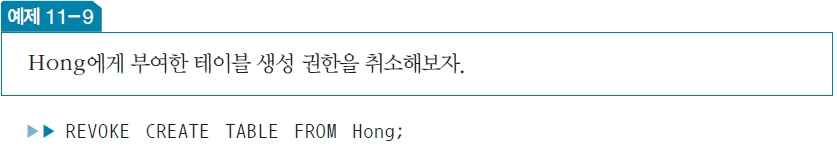 예제 11-9
Hong에게 부여한 테이블 생성 권한을 취소해보자.
▶▶ REVOKE CREATE TABLE FROM Hong;